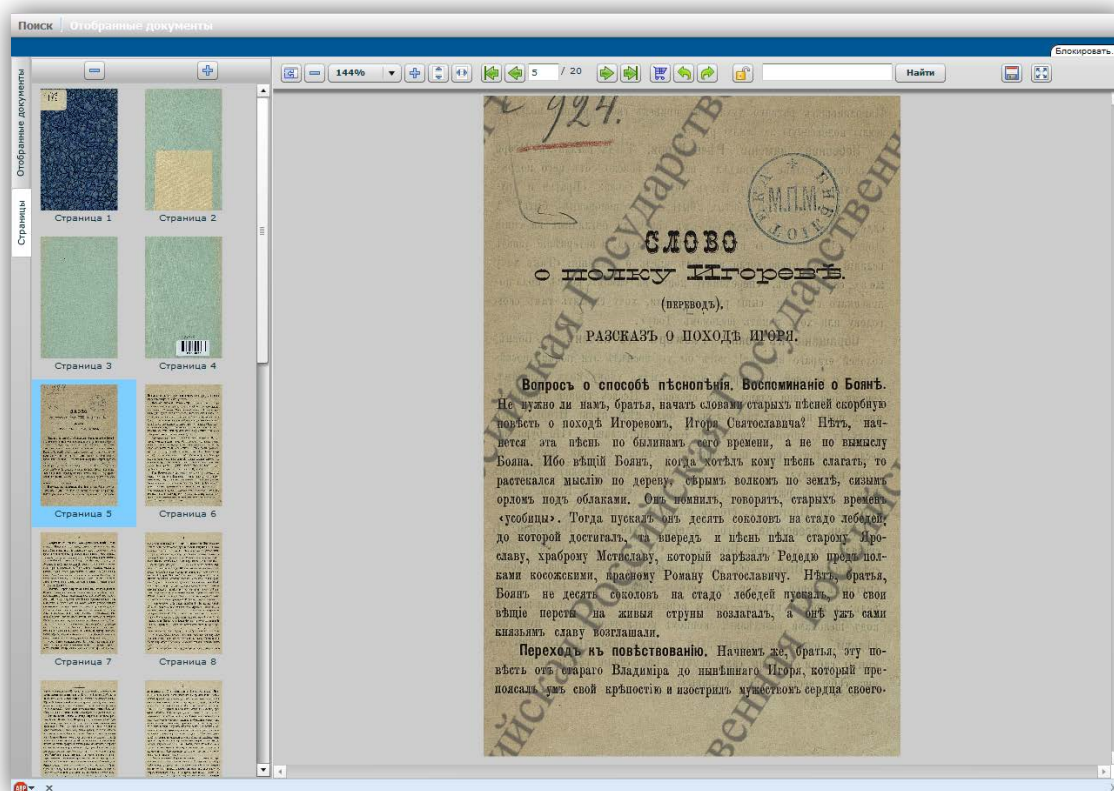 Поиск Отобранные документы
Блокировать.
Отобранные документы
Страницы
144% 5 / 20 Найти
Страница 1
Страница 2
Страница 3
Страница 4
Страница 5
Страница 6
Страница 7
Страница 8
924.
БИБЛІОТЕКА
М.П.М.
СЛОВО
о полку Игоревѣ.
(ПЕРЕВОДЪ).
РАЗСКАЗЪ О ПОХОДѢ ИГОРЯ.
Вопросъ о способѣ пѣснопѣнія. Воспоминаніе о Боянѣ.
Не нужно ли намъ, братья, начать словами старыхъ пѣсней скорбную
повѣсть о походѣ Игоревомъ, Игоря Святославича? Нѣтъ, нач-
нется эта пѣснь по былинамъ сего времени, а не по вымыслу
Бояна. Ибо вѣщій Боянъ, когда хотѣлъ кому пѣснь слагать, то
растекался мыслію по дереву, сѣрымъ волкомъ по землѣ, сизымъ
орломъ подъ облаками. Онъ помнилъ, говорятъ, старыхъ временъ
‹усобицы›. Тогда пускалъ онъ десять соколовъ на стадо лебедей;
до которой достигалъ, та впередъ и пѣснь пѣла старому Яро-
славу, храброму Мстиславу, который зарѣзалъ Редедю предъ пол-
ками косожскими, красному Роману Святославичу. Нѣтъ, братья,
Боянъ не десять соколовъ на стадо лебедей пускалъ, но свои
вѣщіе персты на живыя струны возлагалъ, а онѣ ужъ сами
князьямъ славу возглашали.
Переходъ къ повѣствованію. Начнемъ же, братья, эту по-
вѣсть отъ стараго Владиміра до нынѣшняго Игоря, который пре-
поясалъ умъ свой крѣпостію и изострилъ мужествомъ сердца своего-
Российская Государственная
Российская Государственная
ABP